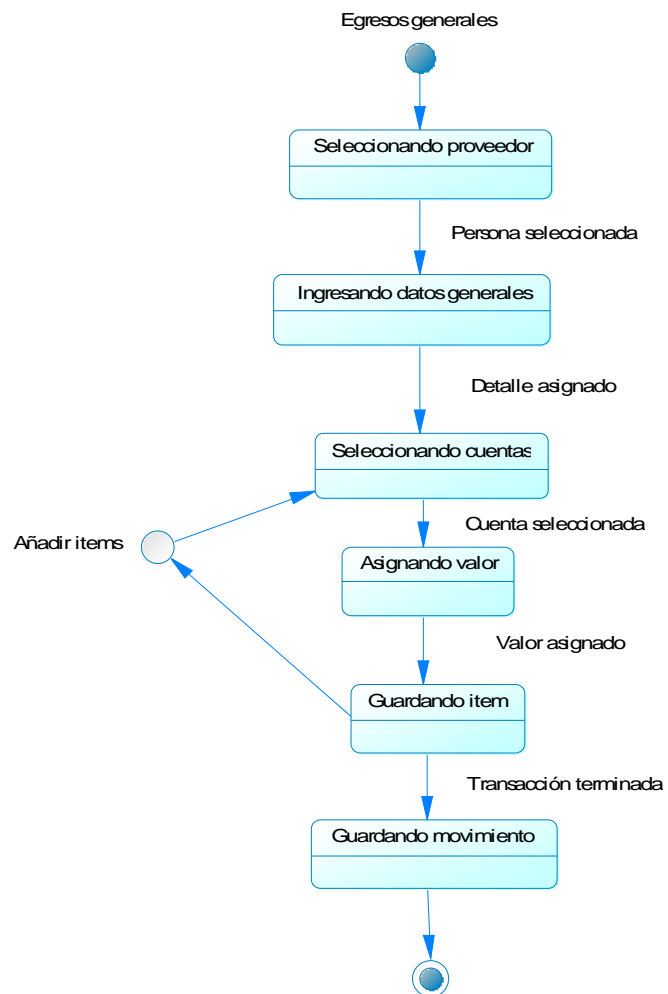 Egresos generales
Seleccionando proveedor
Persona seleccionada
Ingresando datos generales
Detalle asignado
Seleccionando cuentas
Cuenta seleccionada
Añadir items
Asignando valor
Valor asignado
Guardando item
Transacción terminada
Guardando movimiento